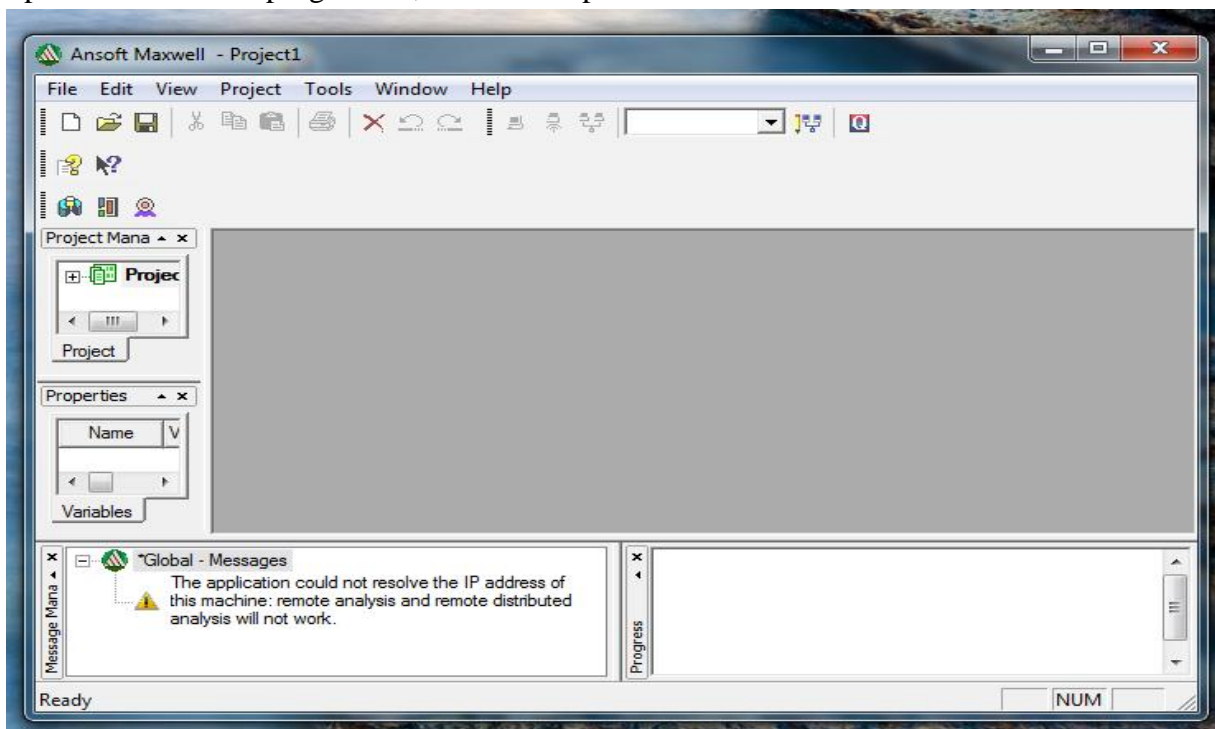 Ansoft Maxwell - Project1
File Edit View Project Tools Window Help
Project Mana
Projec
Project
Properties
Name V
Variables
*Global - Messages
The application could not resolve the IP address of
this machine: remote analysis and remote distributed
analysis will not work.
Message Mana
Progress
Ready
NUM